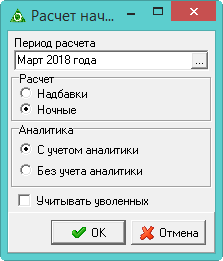 Расчет нач...
Период расчета
Март 2018 года
...
Расчет
Надбавки
Ночные
Аналитика
С учетом аналитики
Без учета аналитики
Учитывать уволенных
OK
Отмена